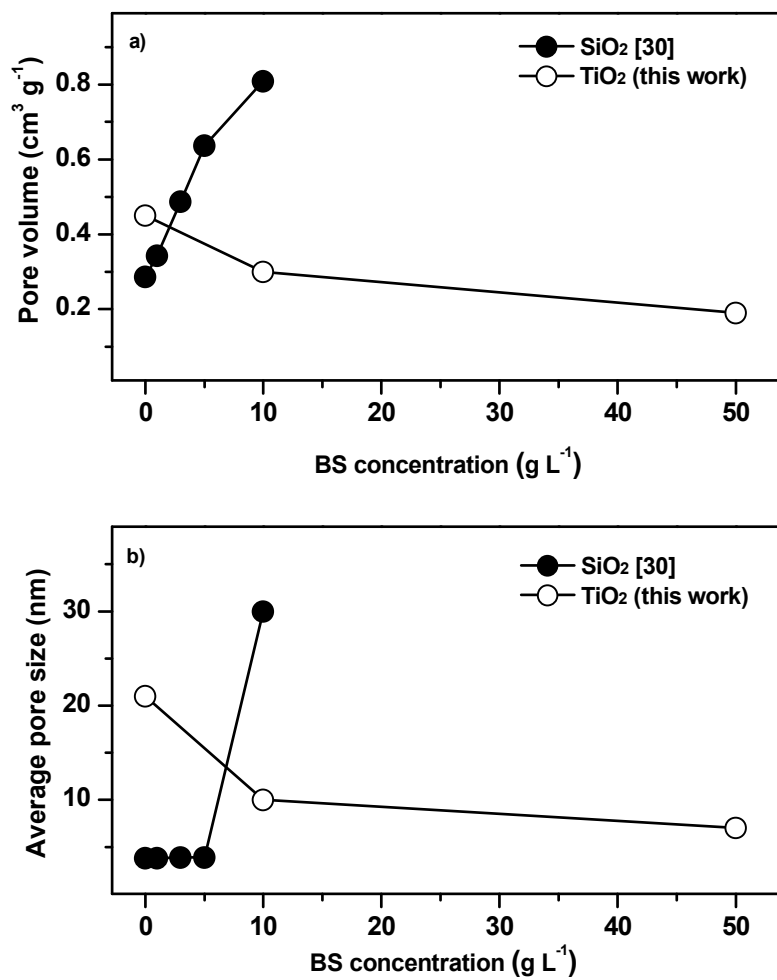 a)
SiO₂ [30]
TiO₂ (this work)
0.8
0.6
0.4
0.2
Pore volume (cm³ g⁻¹)
0 10 20 30 40 50
BS concentration (g L⁻¹)
b)
SiO₂ [30]
TiO₂ (this work)
30
20
10
Average pore size (nm)
0 10 20 30 40 50
BS concentration (g L⁻¹)